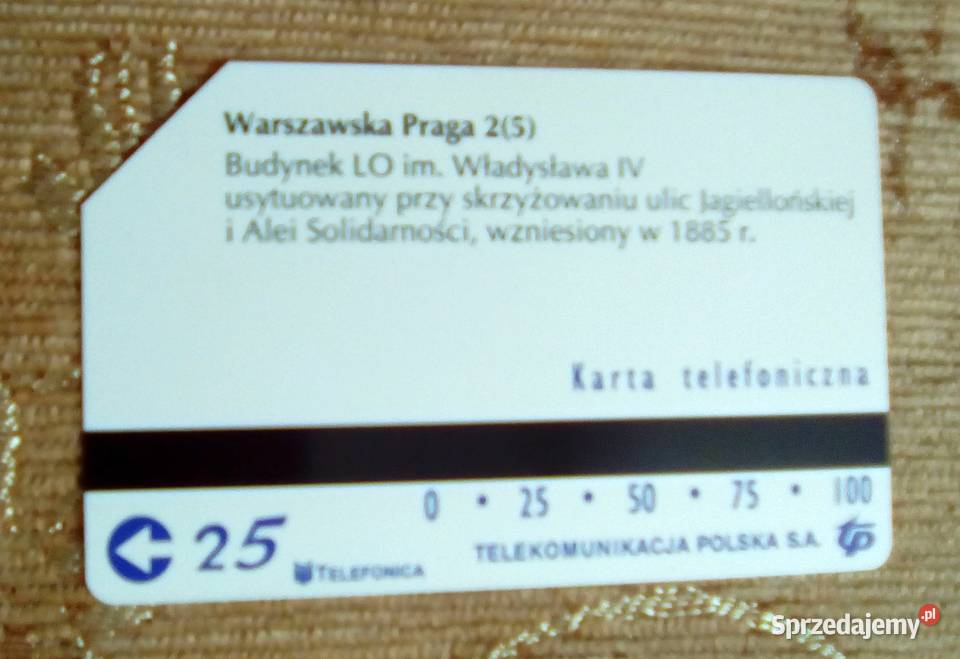 Warszawska Praga 2(5)
Budynek LO im. Władysława IV
usytuowany przy skrzyżowaniu ulic Jagiellońskiej
i Alei Solidarności, wzniesiony w 1885 r.
Karta telefoniczna
0 • 25 • 50 • 75 • 100
25 TELEFONICA TELEKOMUNIKACJA POLSKA S.A. tp
Sprzedajemy.pl